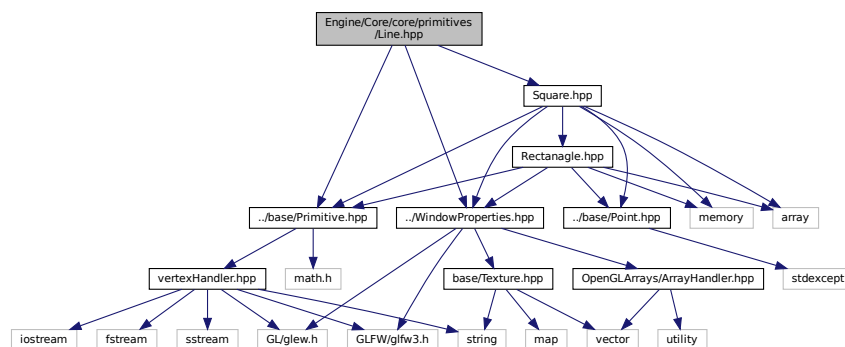 Engine/Core/core/primitives
/Line.hpp
Square.hpp
Rectanagle.hpp
../base/Primitive.hpp
../WindowProperties.hpp
../base/Point.hpp
memory
array
vertexHandler.hpp
math.h
base/Texture.hpp
OpenGLArrays/ArrayHandler.hpp
stdexcept
iostream
fstream
sstream
GL/glew.h
GLFW/glfw3.h
string
map
vector
utility